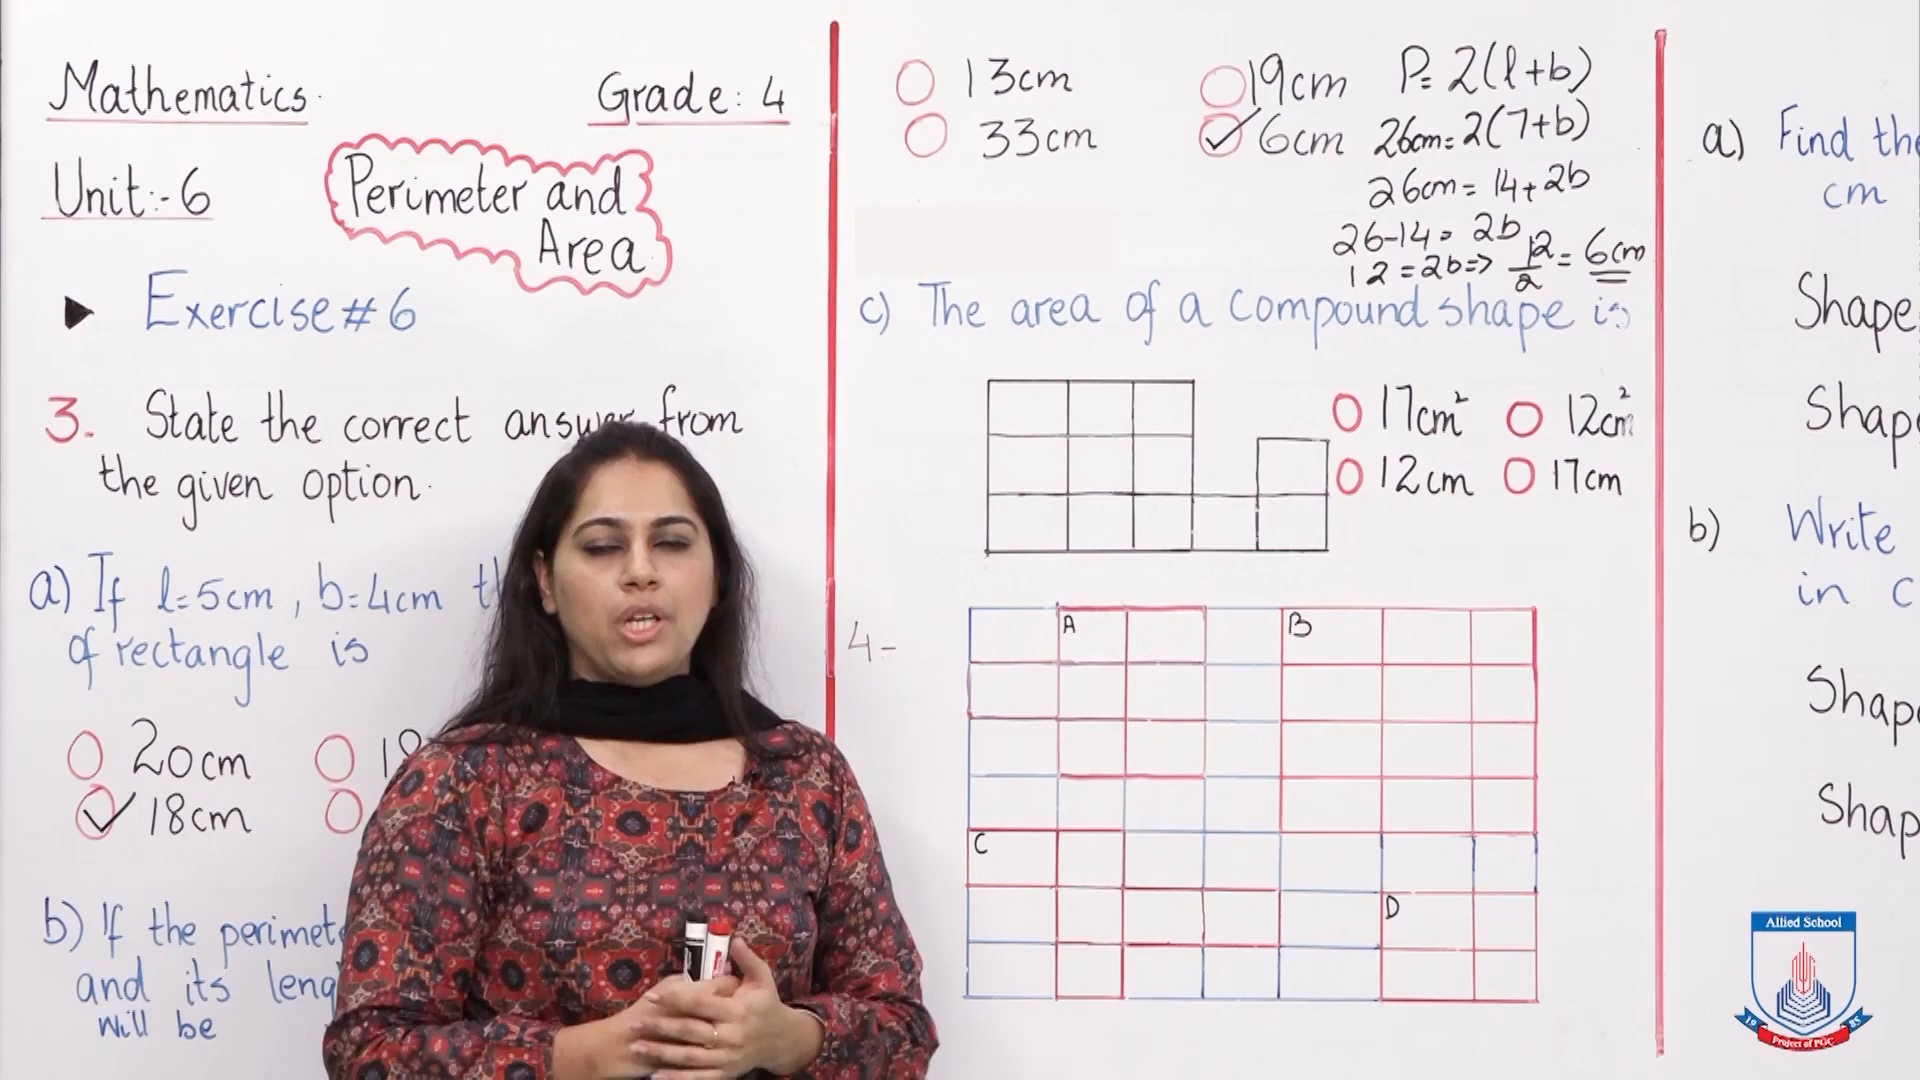 Mathematics
Grade: 4
Unit:- 6
Perimeter and
Area
Exercise # 6
3. State the correct answer from
the given option.
a) If l=5cm, b=4cm
of rectangle is
20cm
18cm
b) If the perimet
and its leng
will be
13cm
19cm
33cm
6cm
P= 2(l+b)
26cm=2(7+b)
26cm= 14+2b
26-14= 2b
12=2b=> 12/2 = 6cm
c) The area of a compound shape is
17cm²
12cm²
12cm
17cm
4-
A
B
C
D
a) Find the
cm
Shape
Shape
b) Write
in c
Shape
Shap
Allied School
19 85
Project of PGC